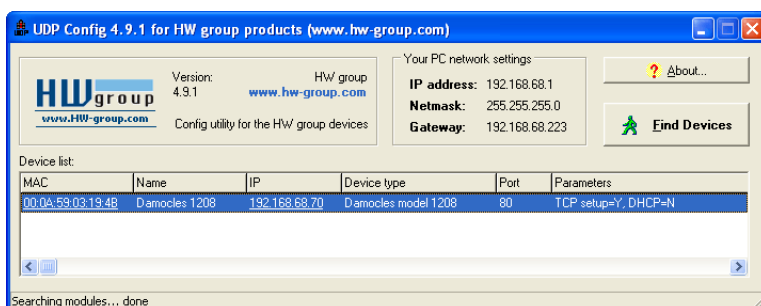 UDP Config 4.9.1 for HW group products (www.hw-group.com)
HW group
www.HW-group.com
Version: HW group
4.9.1 www.hw-group.com
Config utility for the HW group devices
Your PC network settings
IP address: 192.168.68.1
Netmask: 255.255.255.0
Gateway: 192.168.68.223
About...
Find Devices
Device list:
MAC Name IP Device type Port Parameters
00:0A:59:03:19:4B Damocles 1208 192.168.68.70 Damocles model 1208 80 TCP setup=Y, DHCP=N
Searching modules... done